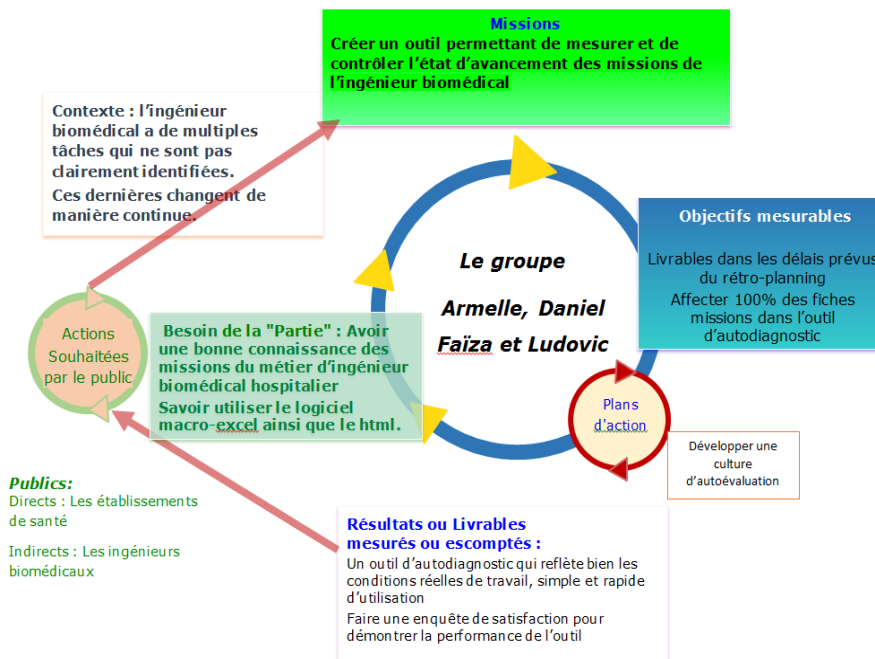 Missions
Créer un outil permettant de mesurer et de
contrôler l'état d'avancement des missions de
l'ingénieur biomédical
Contexte : l'ingénieur
biomédical a de multiples
tâches qui ne sont pas
clairement identifiées.
Ces dernières changent de
manière continue.
Objectifs mesurables
Livrables dans les délais prévus
du rétro-planning
Affecter 100% des fiches
missions dans l'outil
d'autodiagnostic
Le groupe
Armelle, Daniel
Faïza et Ludovic
Actions
Souhaitées
par le public
Besoin de la "Partie" : Avoir
une bonne connaissance des
missions du métier d'ingénieur
biomédical hospitalier
Savoir utiliser le logiciel
macro-excel ainsi que le html.
Plans
d'action
Développer une
culture
d'autoévaluation
Publics:
Directs : Les établissements
de santé
Indirects : Les ingénieurs
biomédicaux
Résultats ou Livrables
mesurés ou escomptés :
Un outil d'autodiagnostic qui reflète bien les
conditions réelles de travail, simple et rapide
d'utilisation
Faire une enquête de satisfaction pour
démontrer la performance de l'outil